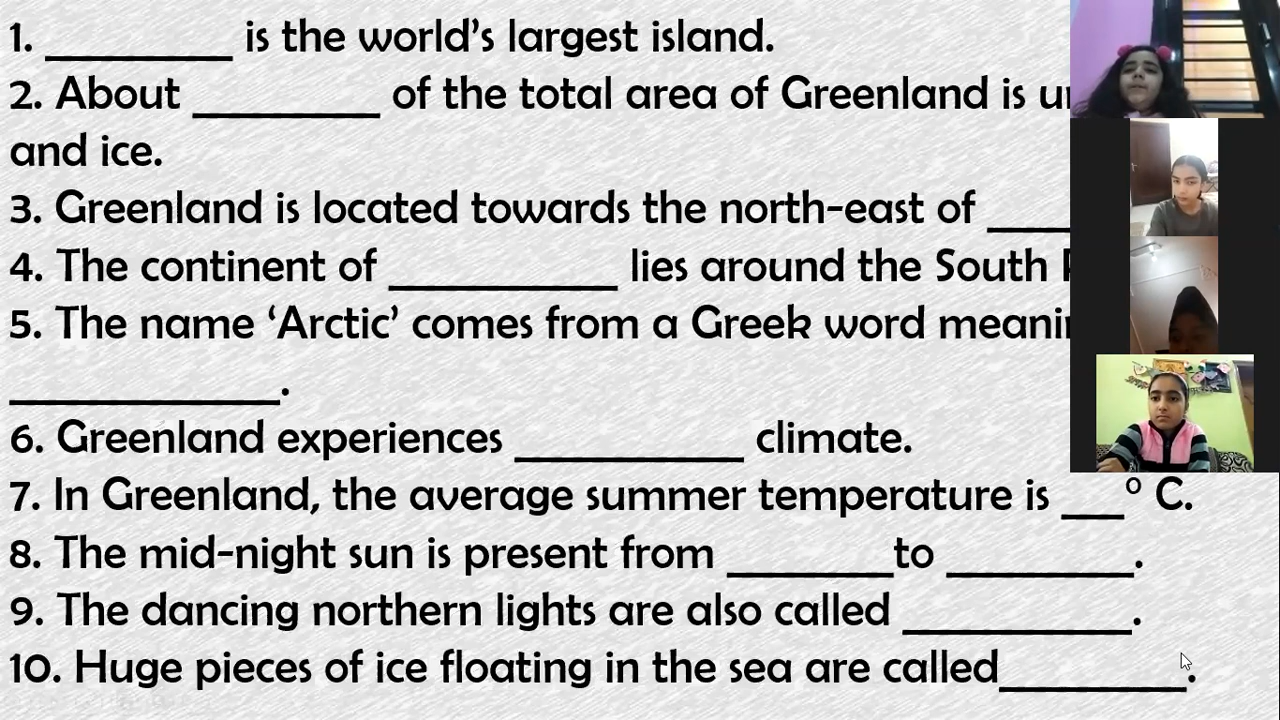 1. _________ is the world’s largest island.
2. About _________ of the total area of Greenland is
and ice.
3. Greenland is located towards the north-east of ____
4. The continent of ___________ lies around the South
5. The name ‘Arctic’ comes from a Greek word
_____________.
6. Greenland experiences ___________ climate.
7. In Greenland, the average summer temperature is ___° C.
8. The mid-night sun is present from ________to _________.
9. The dancing northern lights are also called ___________.
10. Huge pieces of ice floating in the sea are called_________.